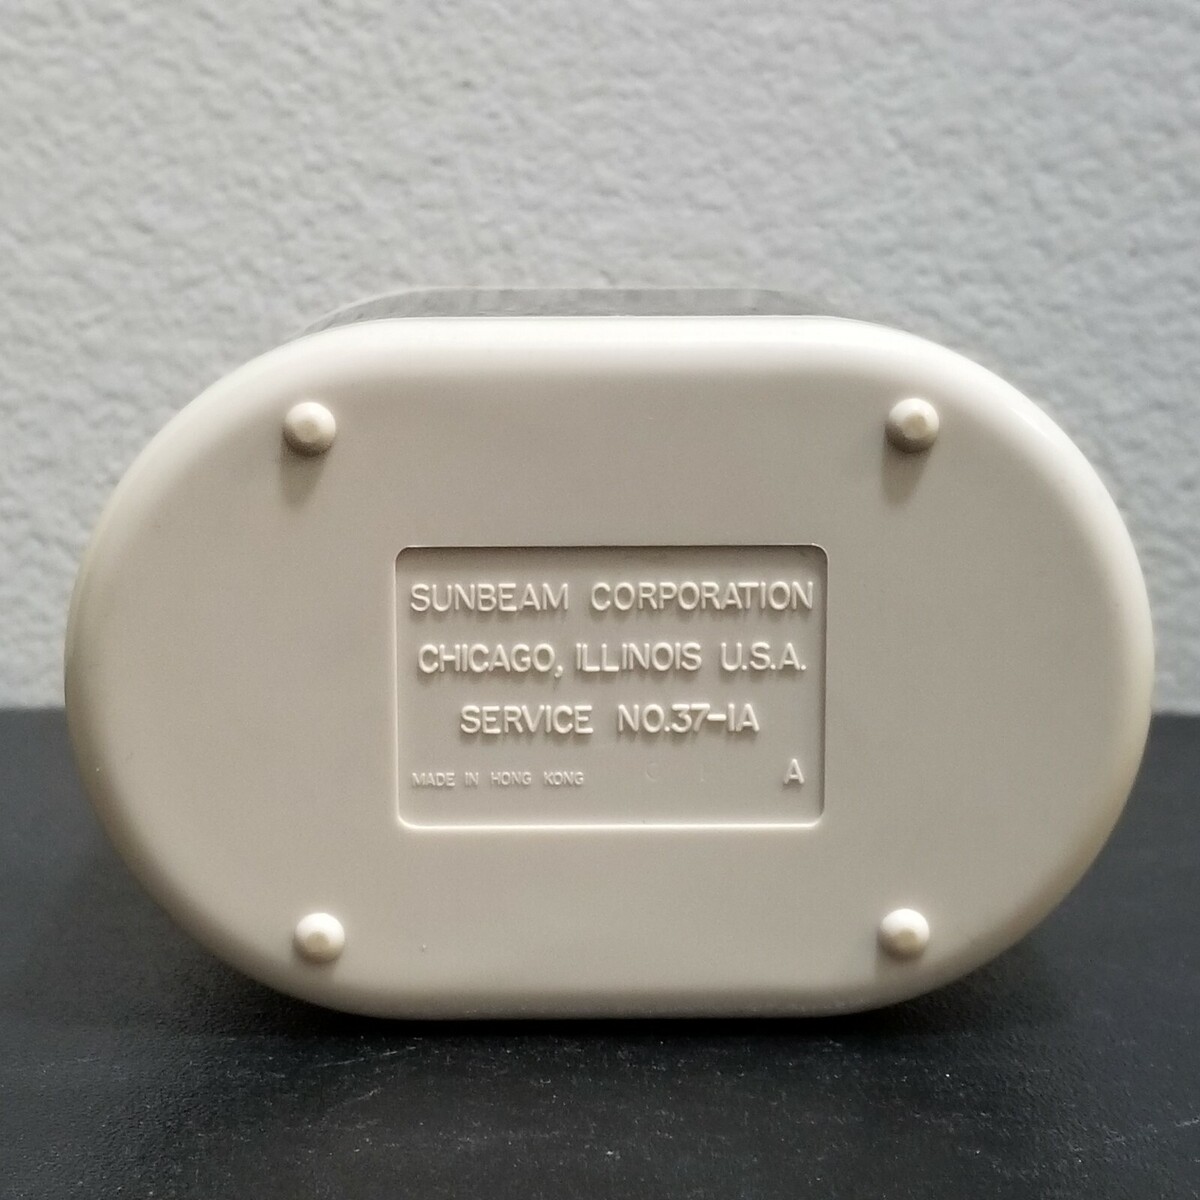 SUNBEAM CORPORATION
CHICAGO, ILLINOIS U.S.A.
SERVICE NO.37-1A
MADE IN HONG KONG A